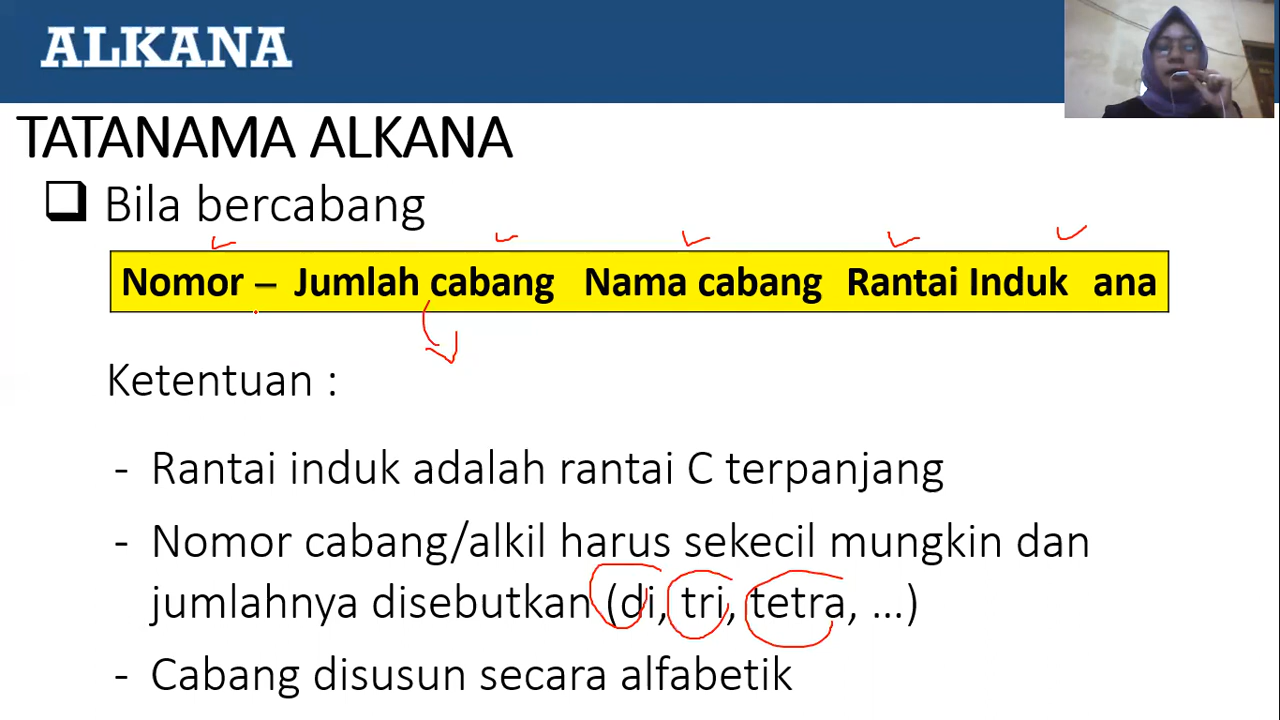 ALKANA
TATANAMA ALKANA
Bila bercabang
Nomor – Jumlah cabang Nama cabang Rantai Induk ana
Ketentuan :
- Rantai induk adalah rantai C terpanjang
- Nomor cabang/alkil harus sekecil mungkin dan
jumlahnya disebutkan (di, tri, tetra, ...)
- Cabang disusun secara alfabetik